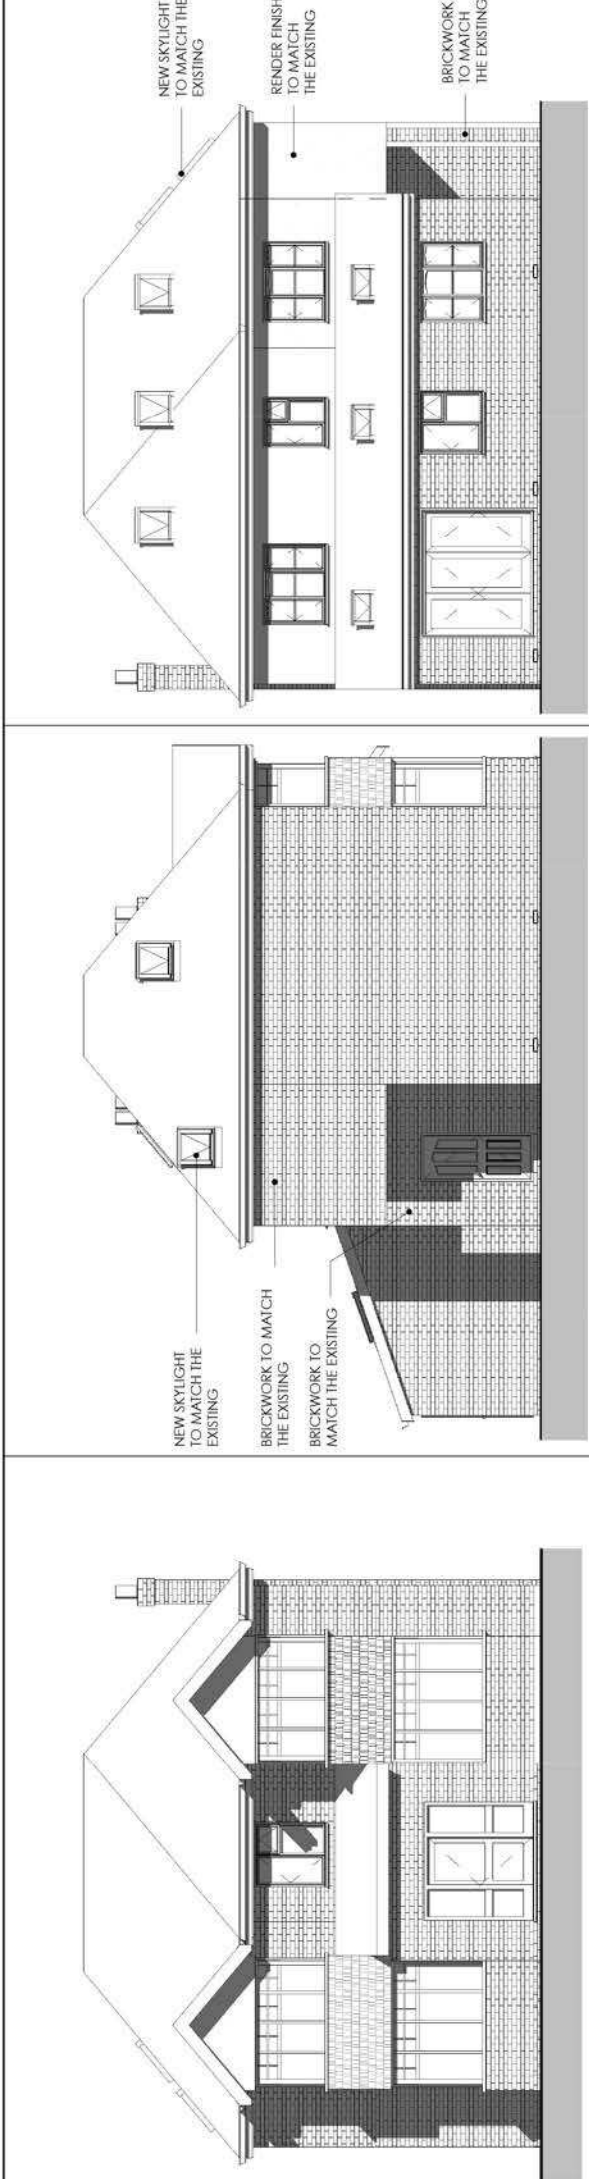 NEW SKYLIGHT
TO MATCH THE
EXISTING
BRICKWORK TO MATCH
THE EXISTING
BRICKWORK TO
MATCH THE EXISTING
NEW SKYLIGHT
TO MATCH THE
EXISTING
RENDER FINISH
TO MATCH
THE EXISTING
BRICKWORK
TO MATCH
THE EXISTING